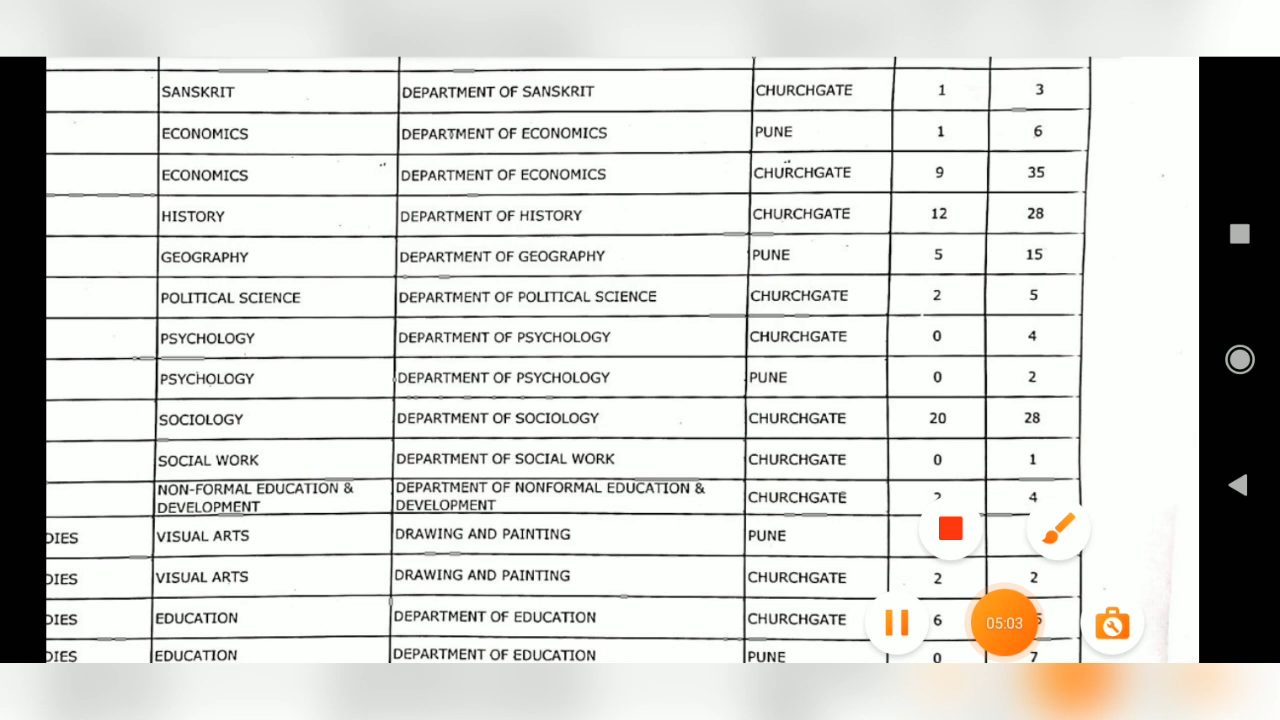 SANSKRIT DEPARTMENT OF SANSKRIT CHURCHGATE 1 3
ECONOMICS DEPARTMENT OF ECONOMICS PUNE 1 6
ECONOMICS DEPARTMENT OF ECONOMICS CHURCHGATE 9 35
HISTORY DEPARTMENT OF HISTORY CHURCHGATE 12 28
GEOGRAPHY DEPARTMENT OF GEOGRAPHY PUNE 5 15
POLITICAL SCIENCE DEPARTMENT OF POLITICAL SCIENCE CHURCHGATE 2 5
PSYCHOLOGY DEPARTMENT OF PSYCHOLOGY CHURCHGATE 0 4
PSYCHOLOGY DEPARTMENT OF PSYCHOLOGY PUNE 0 2
SOCIOLOGY DEPARTMENT OF SOCIOLOGY CHURCHGATE 20 28
SOCIAL WORK DEPARTMENT OF SOCIAL WORK CHURCHGATE 0 1
NON-FORMAL EDUCATION & DEPARTMENT OF NONFORMAL EDUCATION &
DEVELOPMENT DEVELOPMENT CHURCHGATE 4
DIES VISUAL ARTS DRAWING AND PAINTING PUNE
DIES VISUAL ARTS DRAWING AND PAINTING CHURCHGATE 2 2
DIES EDUCATION DEPARTMENT OF EDUCATION CHURCHGATE 6
DIES EDUCATION DEPARTMENT OF EDUCATION PUNE 0 7
05:03